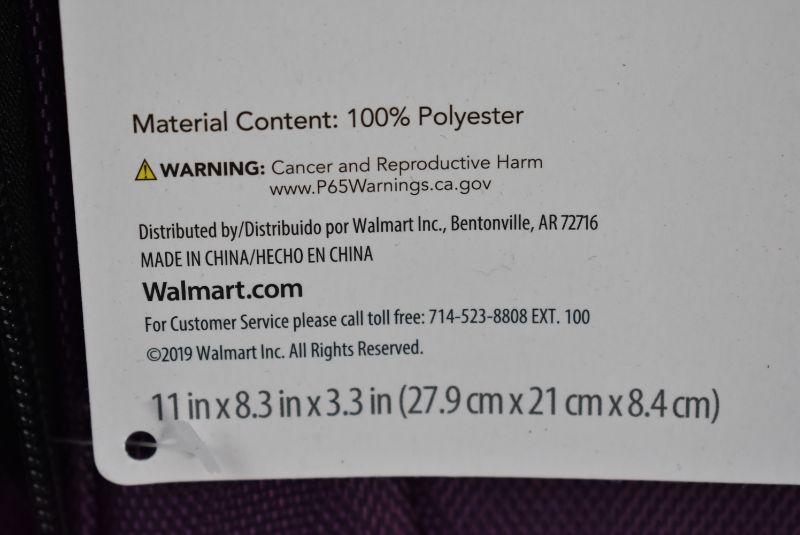 Material Content: 100% Polyester
WARNING: Cancer and Reproductive Harm
www.P65Warnings.ca.gov
Distributed by/Distribuido por Walmart Inc., Bentonville, AR 72716
MADE IN CHINA/HECHO EN CHINA
Walmart.com
For Customer Service please call toll free: 714-523-8808 EXT. 100
©2019 Walmart Inc. All Rights Reserved.
11 in x 8.3 in x 3.3 in (27.9 cm x 21 cm x 8.4 cm)